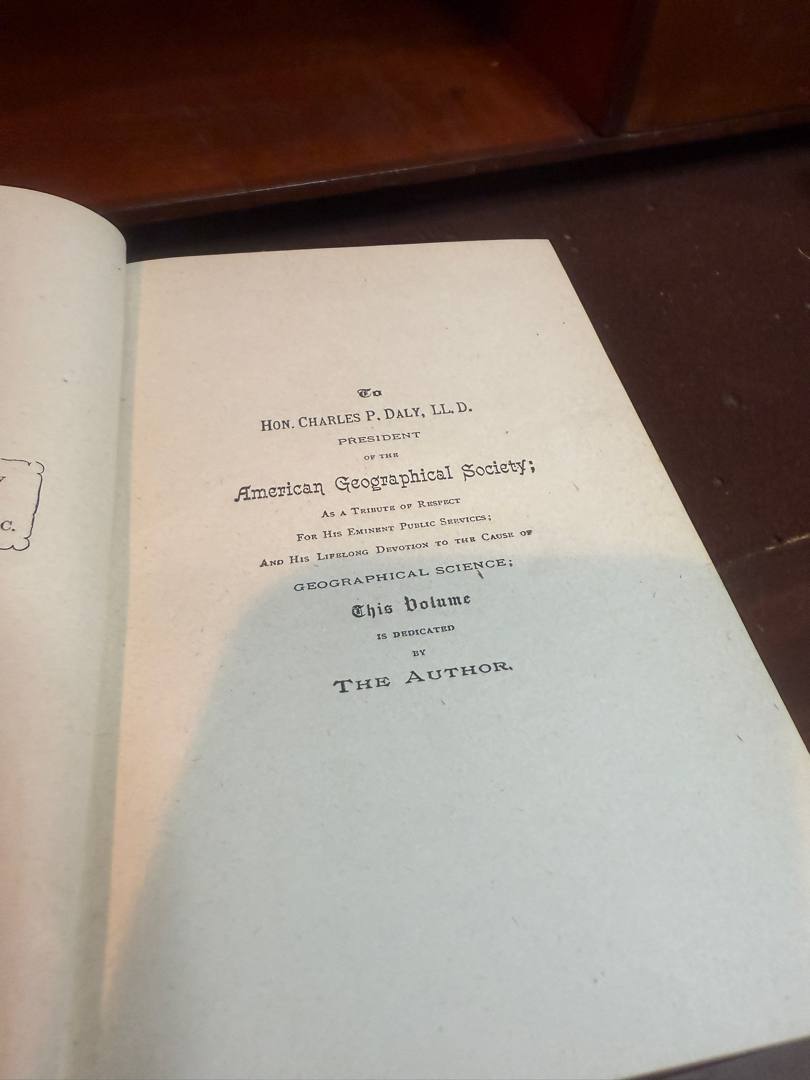 C.
To
HON. CHARLES P. DALY, LL.D.
PRESIDENT
OF THE
American Geographical Society;
AS A TRIBUTE OF RESPECT
FOR HIS EMINENT PUBLIC SERVICES;
AND HIS LIFELONG DEVOTION TO THE CAUSE OF
GEOGRAPHICAL SCIENCE;
This Volume
IS DEDICATED
BY
THE AUTHOR.